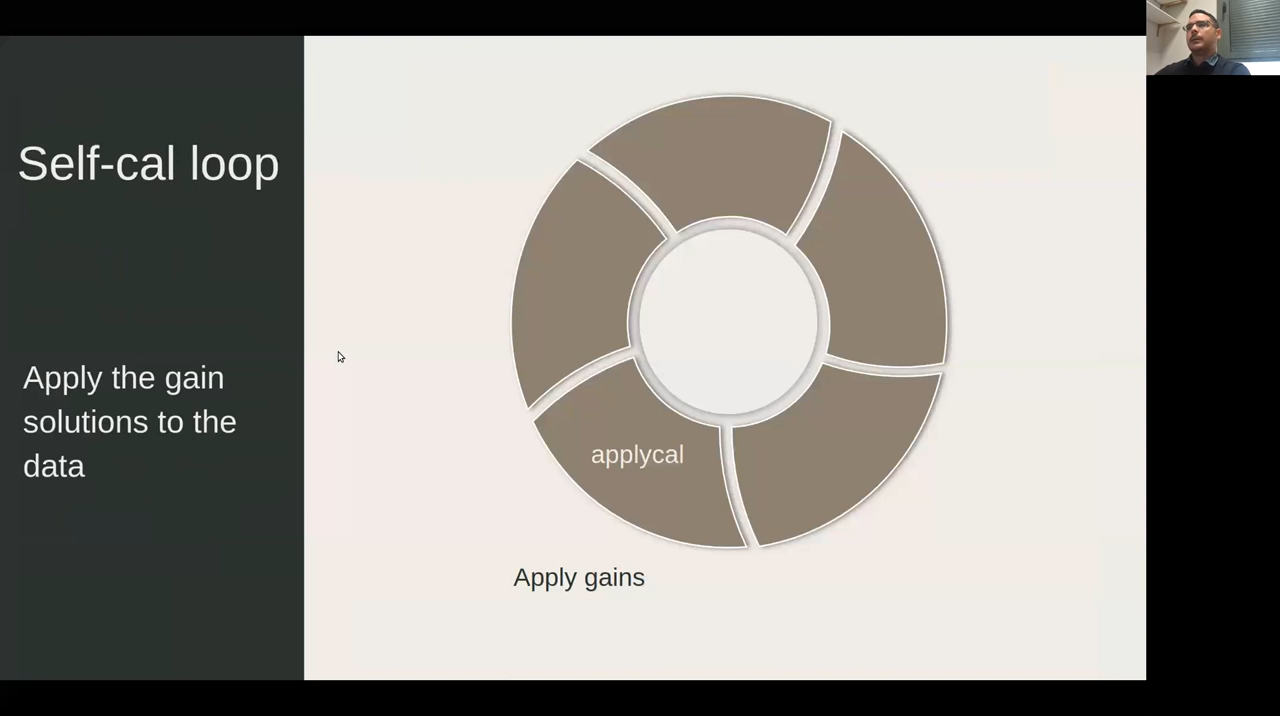 Self-cal loop
Apply the gain
solutions to the
data
applycal
Apply gains